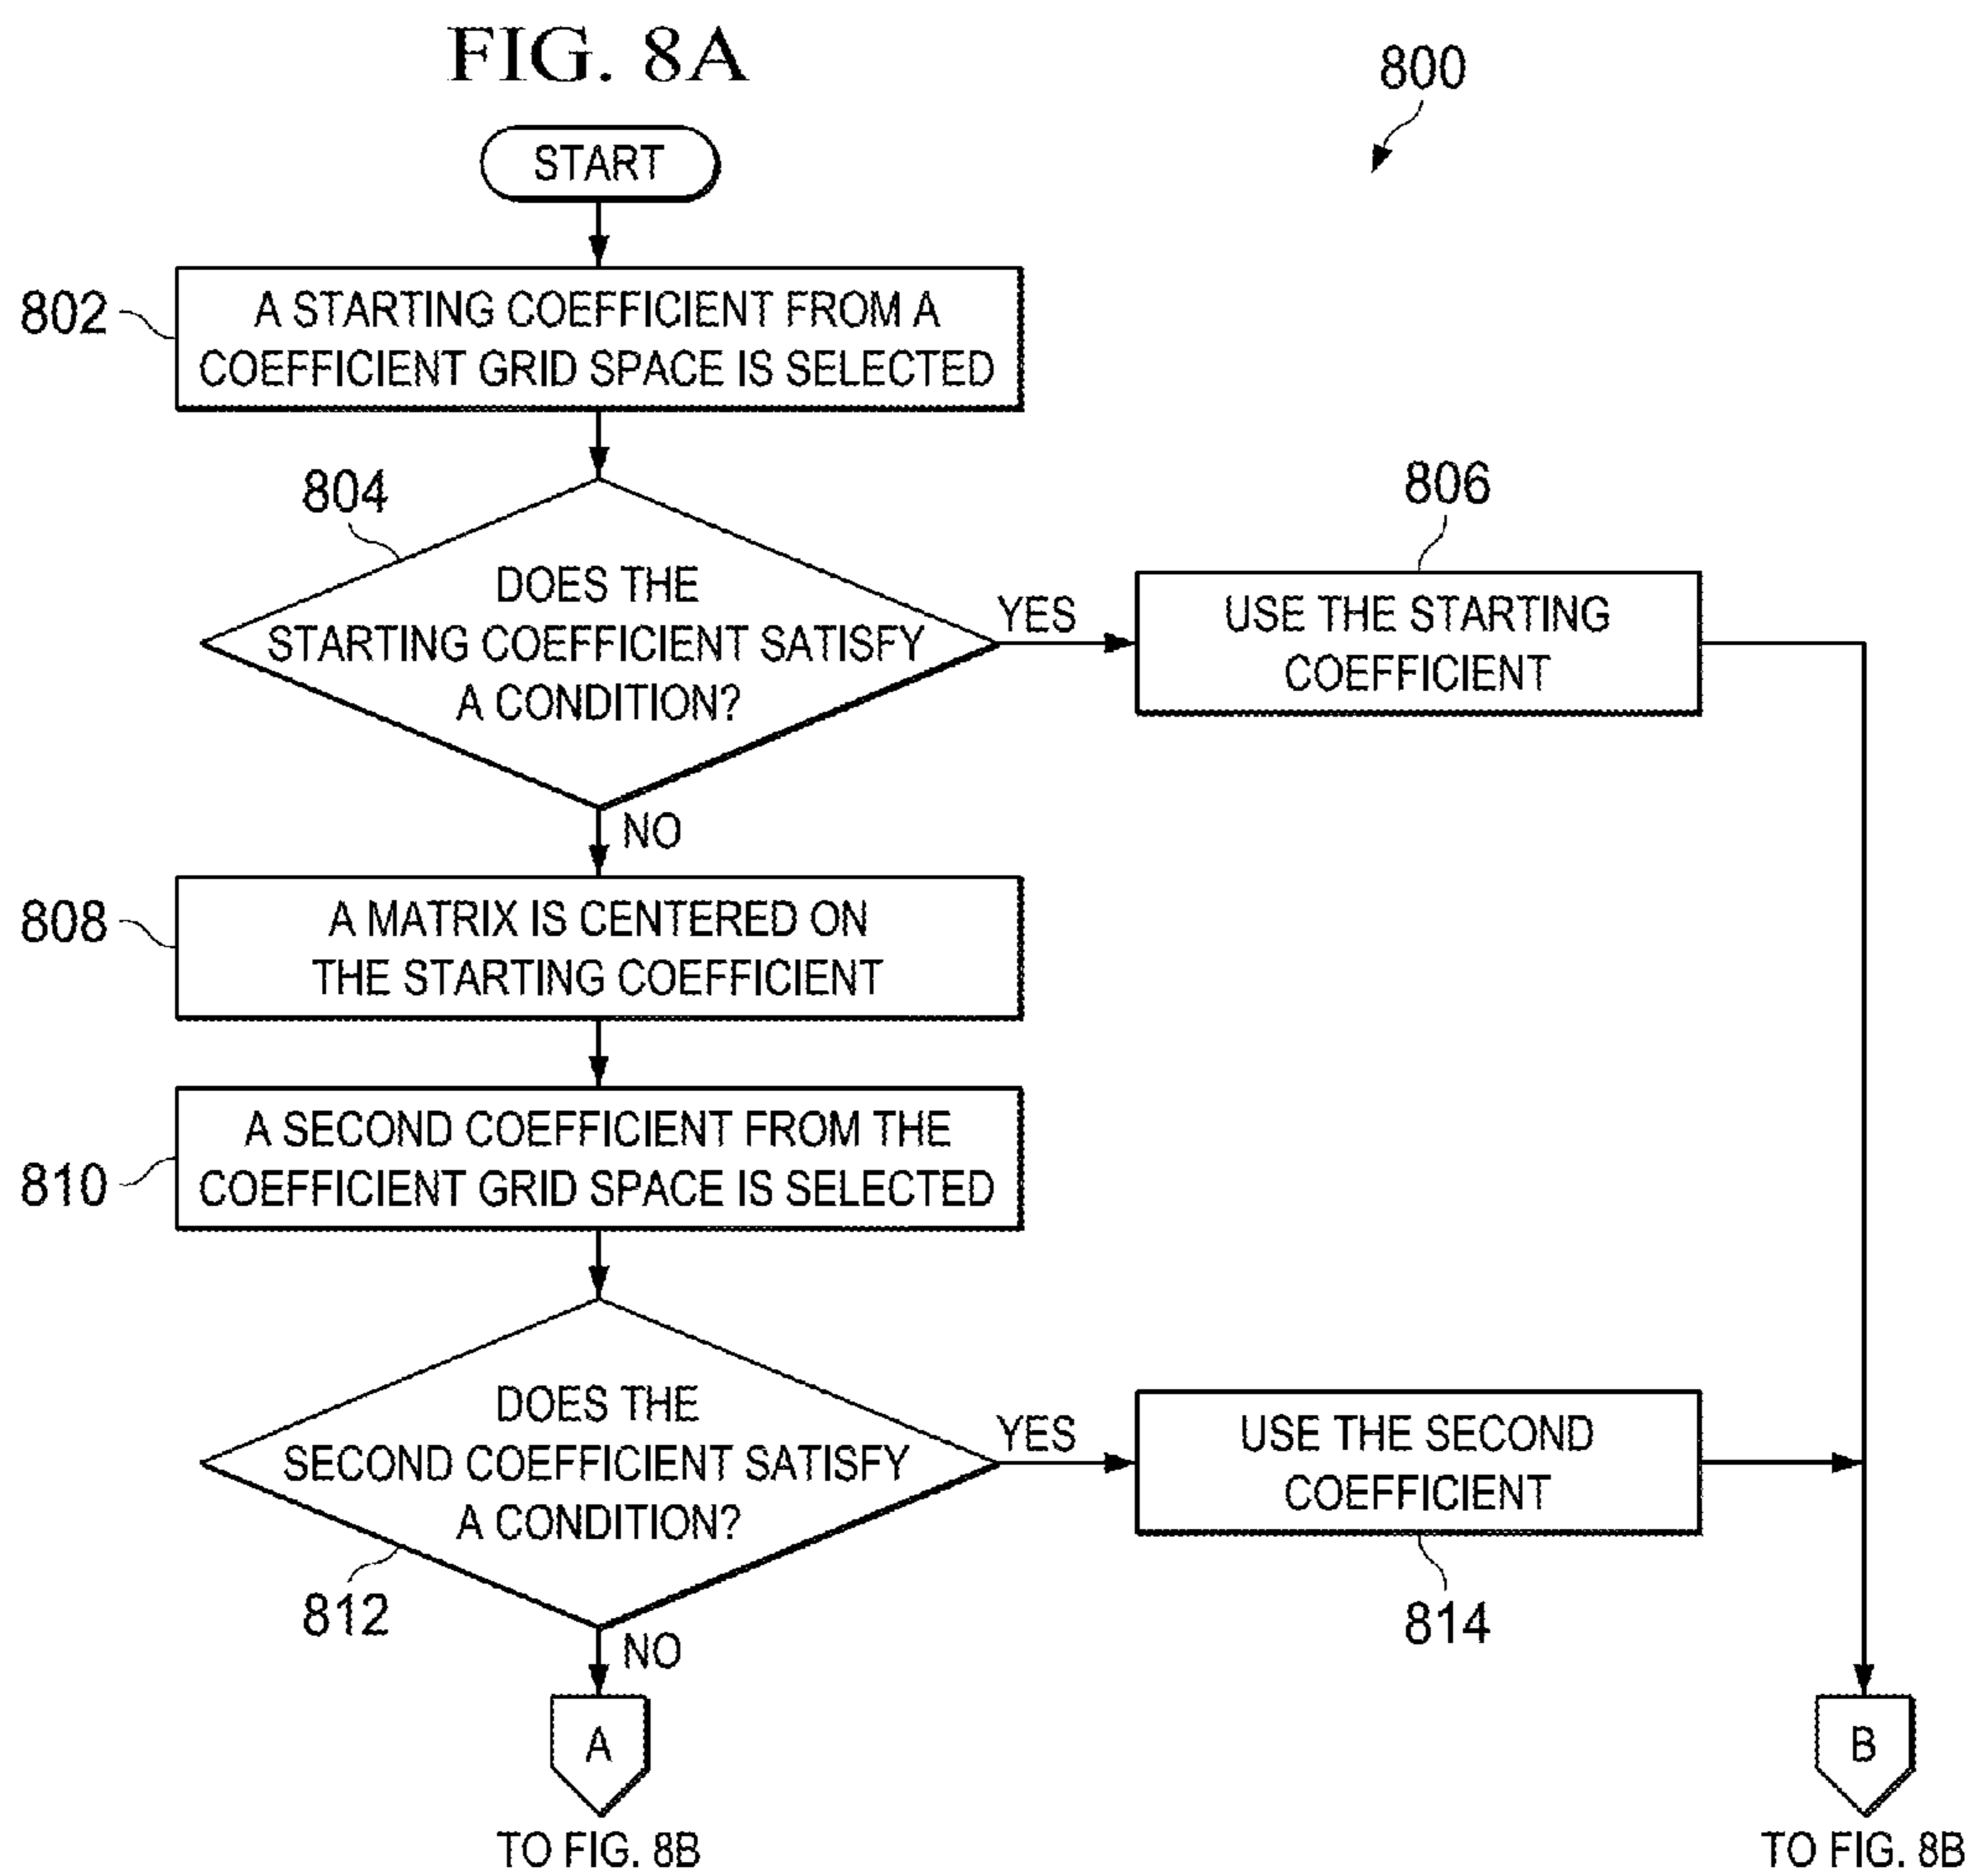 FIG. 8A
800
START
802
A STARTING COEFFICIENT FROM A
COEFFICIENT GRID SPACE IS SELECTED
804
DOES THE
STARTING COEFFICIENT SATISFY
A CONDITION?
YES
806
USE THE STARTING
COEFFICIENT
NO
808
A MATRIX IS CENTERED ON
THE STARTING COEFFICIENT
810
A SECOND COEFFICIENT FROM THE
COEFFICIENT GRID SPACE IS SELECTED
DOES THE
SECOND COEFFICIENT SATISFY
A CONDITION?
812
YES
USE THE SECOND
COEFFICIENT
814
NO
A
TO FIG. 8B
B
TO FIG. 8B